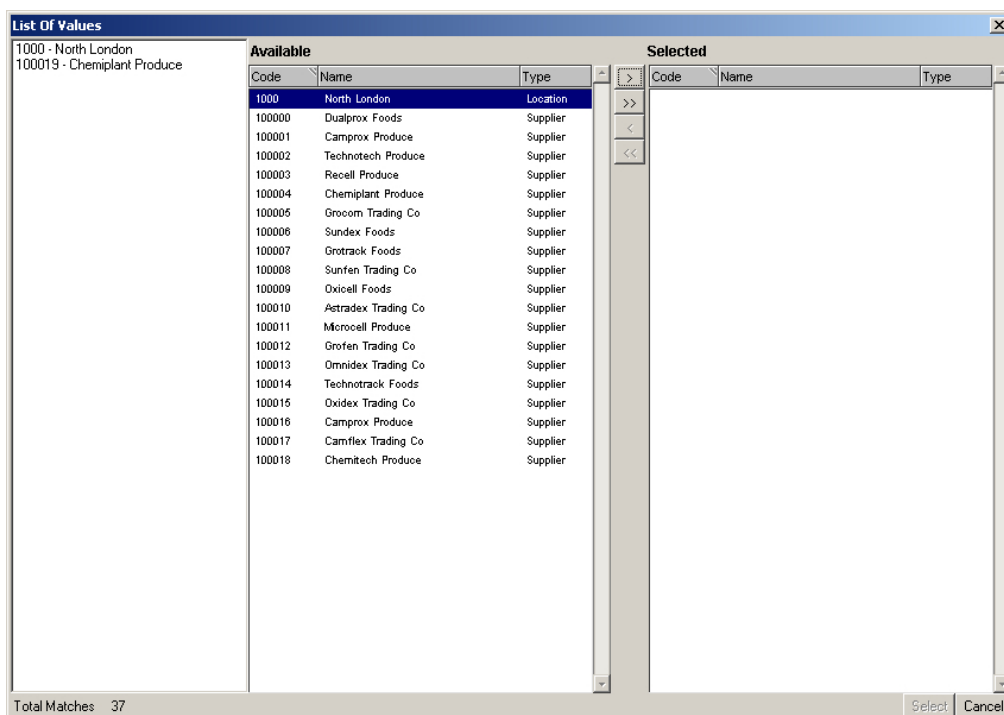 List Of Values
1000 - North London
100019 - Chemiplant Produce
Available
Code Name Type
1000 North London Location
100000 Dualprox Foods Supplier
100001 Camprox Produce Supplier
100002 Technotech Produce Supplier
100003 Recell Produce Supplier
100004 Chemiplant Produce Supplier
100005 Grocom Trading Co Supplier
100006 Sundex Foods Supplier
100007 Grotrack Foods Supplier
100008 Sunfen Trading Co Supplier
100009 Oxicell Foods Supplier
100010 Astradex Trading Co Supplier
100011 Microcell Produce Supplier
100012 Grofen Trading Co Supplier
100013 Omnidex Trading Co Supplier
100014 Technotrack Foods Supplier
100015 Oxidex Trading Co Supplier
100016 Camprox Produce Supplier
100017 Camflex Trading Co Supplier
100018 Chemitech Produce Supplier
>
>>
<
<<
Selected
Code Name Type
Total Matches 37
Select Cancel